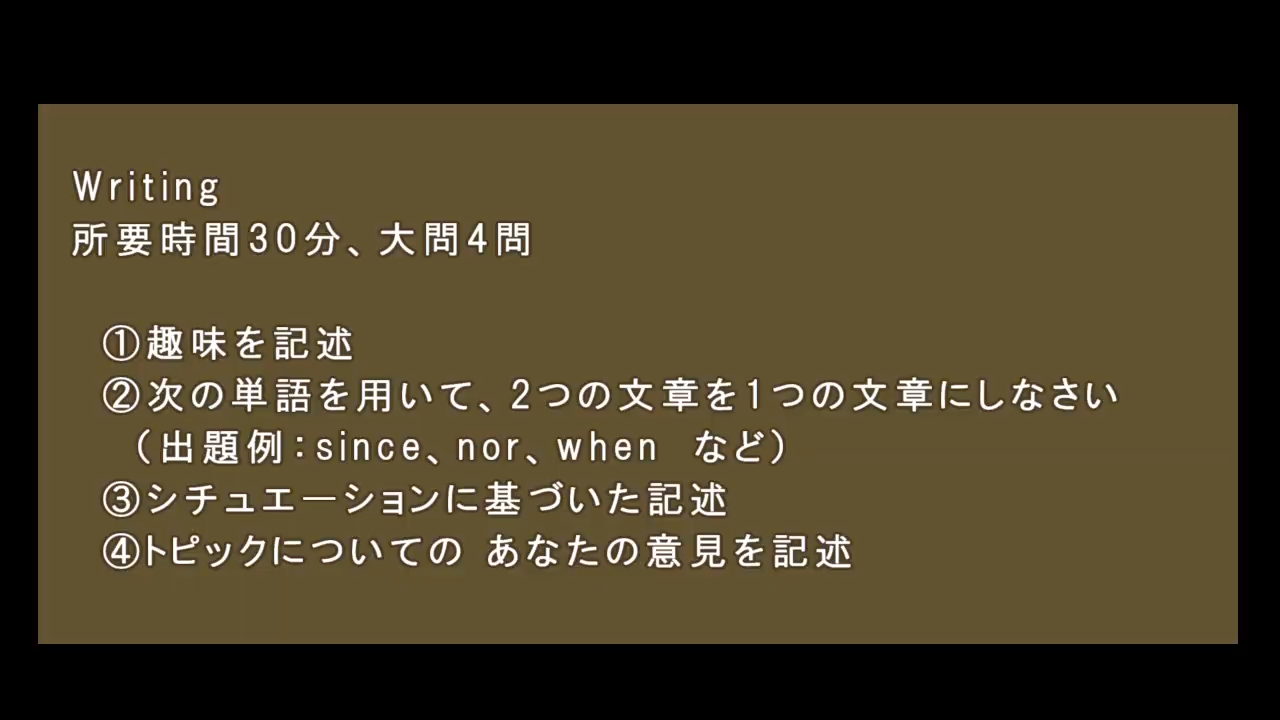 Writing
所要時間30分、大問4問
①趣味を記述
②次の単語を用いて、2つの文章を1つの文章にしなさい
（出題例：since、nor、when　など）
③シチュエーションに基づいた記述
④トピックについての あなたの意見を記述